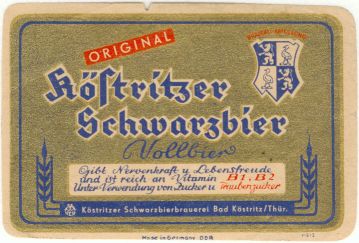 ORIGINAL
Köstritzer
Schwarzbier
Vollbier
Gibt Nervenkraft u. Lebensfreude
und ist reich an Vitamin B1, B2
Unter Verwendung von Zucker u. Traubenzucker
Köstritzer Schwarzbierbrauerei Bad Köstritz/Thür.
Made in Germany DDR